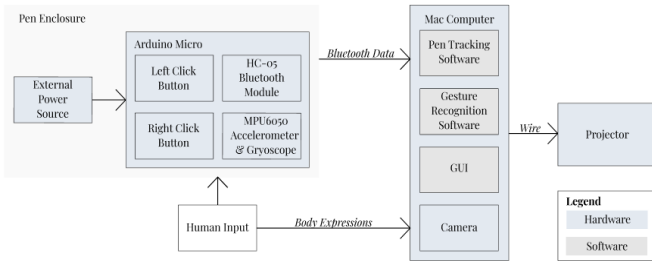 Pen Enclosure
Arduino Micro
Left Click
Button
HC-05
Bluetooth
Module
Right Click
Button
MPU6050
Accelerometer
& Gryoscope
External
Power
Source
Human Input
Bluetooth Data
Body Expressions
Mac Computer
Pen Tracking
Software
Gesture
Recognition
Software
GUI
Camera
Wire
Projector
Legend
Hardware
Software